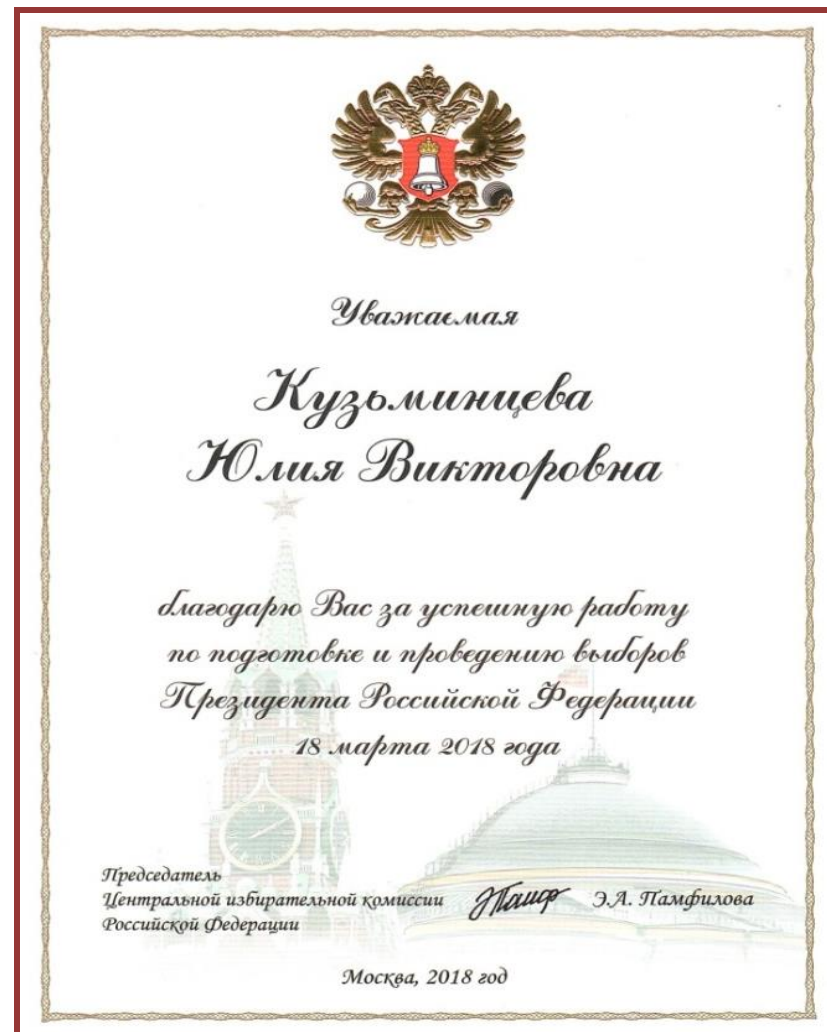 Уважаемая
Кузьминцева
Юлия Викторовна
благодарю Вас за успешную работу
по подготовке и проведению выборов
Президента Российской Федерации
18 марта 2018 года
Председатель
Центральной избирательной комиссии
Российской Федерации
Э.А. Памфилова
Москва, 2018 год